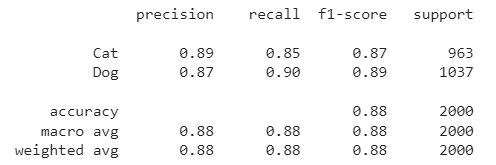 precision recall f1-score support
Cat 0.89 0.85 0.87 963
Dog 0.87 0.90 0.89 1037
accuracy 0.88 2000
macro avg 0.88 0.88 0.88 2000
weighted avg 0.88 0.88 0.88 2000